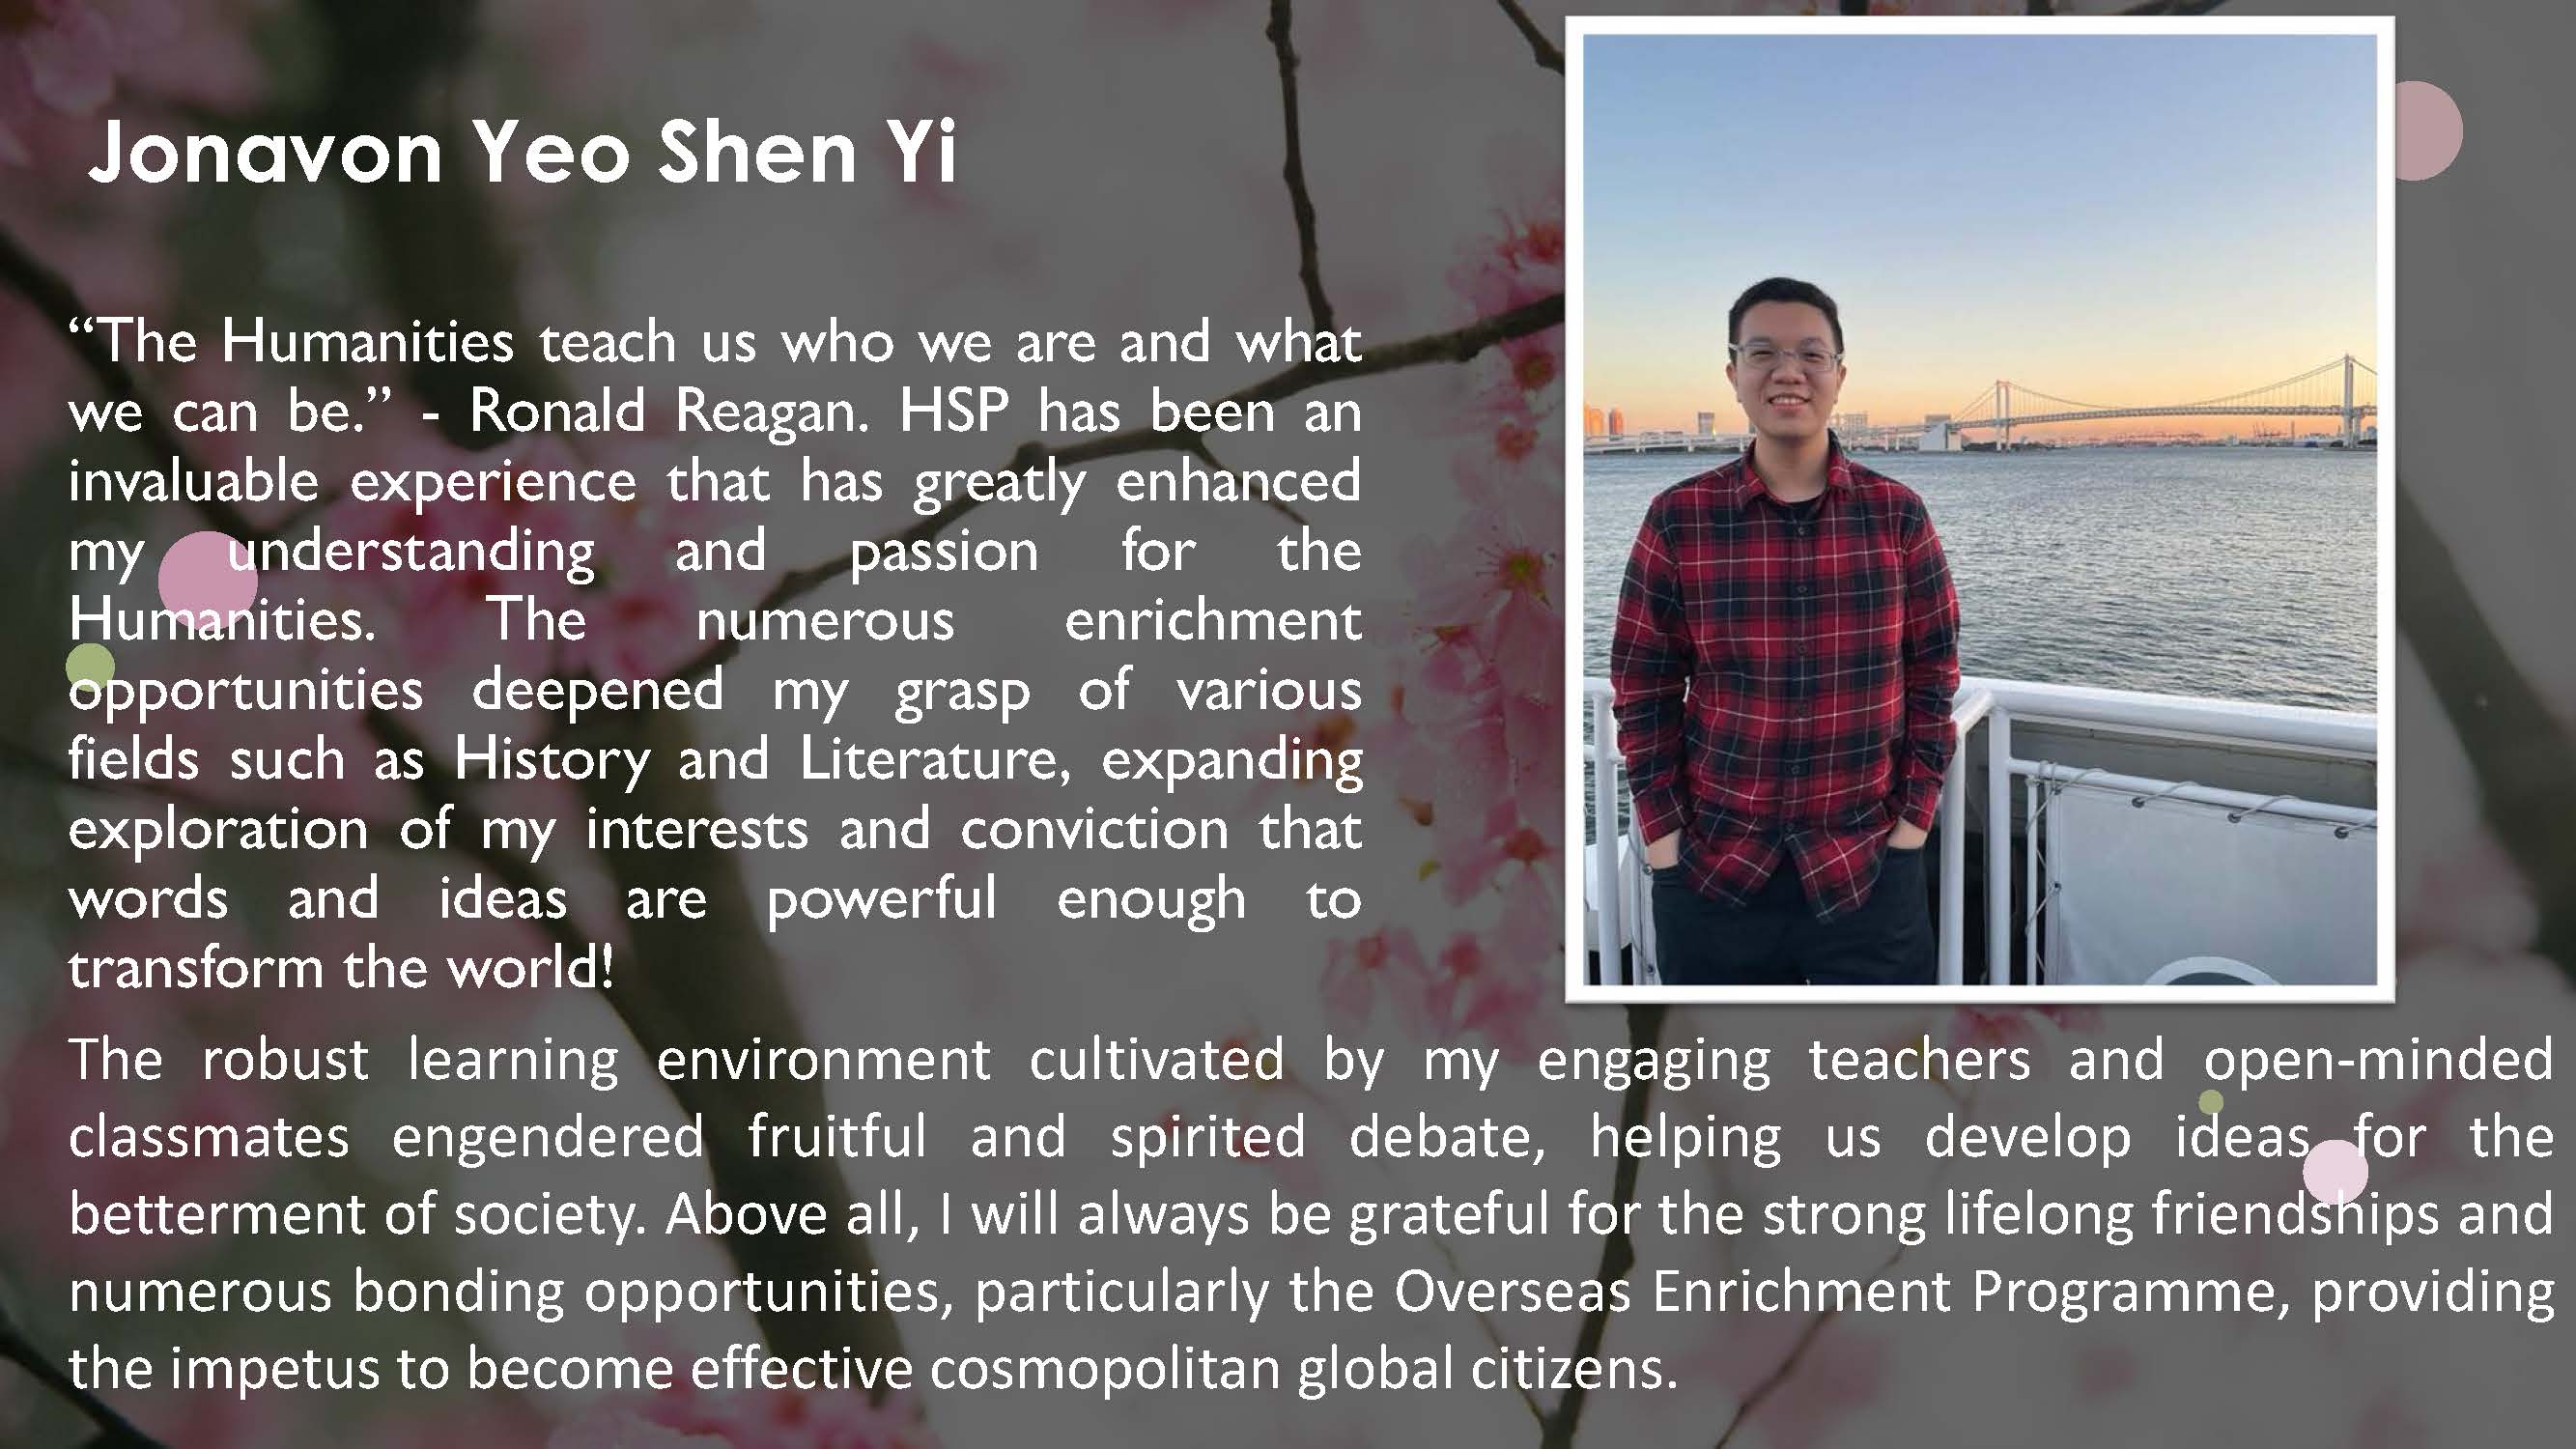 Jonavon Yeo Shen Yi
“The Humanities teach us who we are and what
we can be.” - Ronald Reagan. HSP has been an
invaluable experience that has greatly enhanced
my understanding and passion for the
Humanities. The numerous enrichment
opportunities deepened my grasp of various
fields such as History and Literature, expanding
exploration of my interests and conviction that
words and ideas are powerful enough to
transform the world!
The robust learning environment cultivated by my engaging teachers and open-minded
classmates engendered fruitful and spirited debate, helping us develop ideas for the
betterment of society. Above all, I will always be grateful for the strong lifelong friendships and
numerous bonding opportunities, particularly the Overseas Enrichment Programme, providing
the impetus to become effective cosmopolitan global citizens.